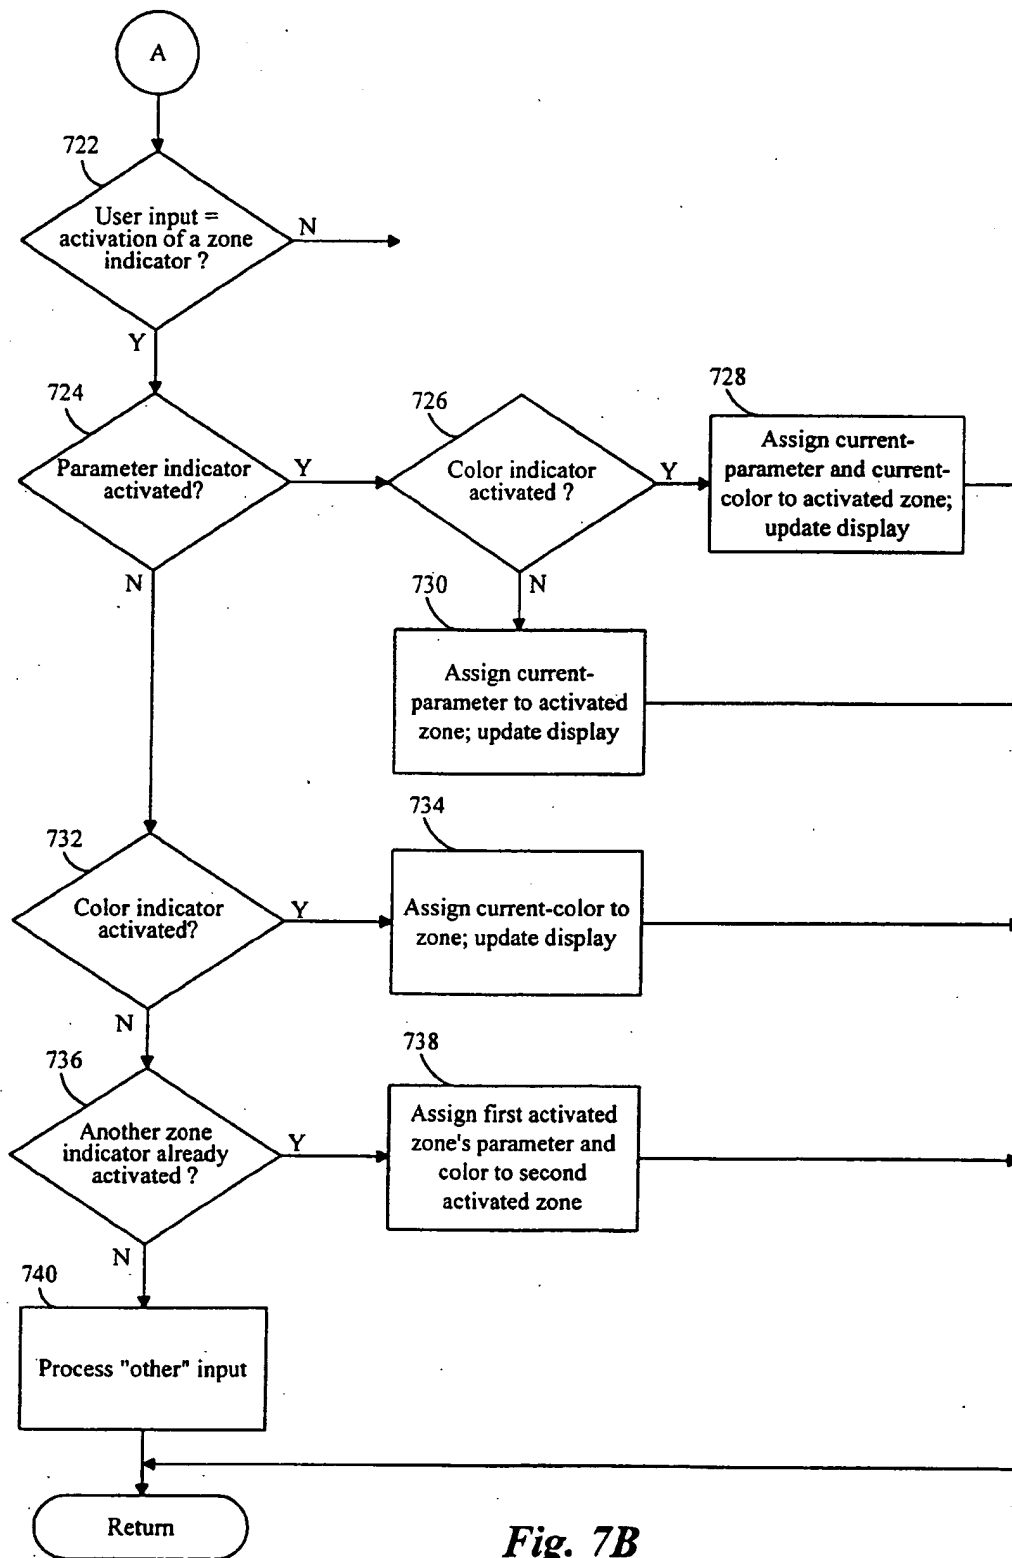 A
722
User input =
activation of a zone
indicator ?
N
Y
724
Parameter indicator
activated?
Y
N
726
Color indicator
activated ?
Y
N
728
Assign current-
parameter and current-
color to activated zone;
update display
730
Assign current-
parameter to activated
zone; update display
732
Color indicator
activated?
Y
N
734
Assign current-color to
zone; update display
736
Another zone
indicator already
activated ?
Y
N
738
Assign first activated
zone's parameter and
color to second
activated zone
740
Process "other" input
Return
Fig. 7B